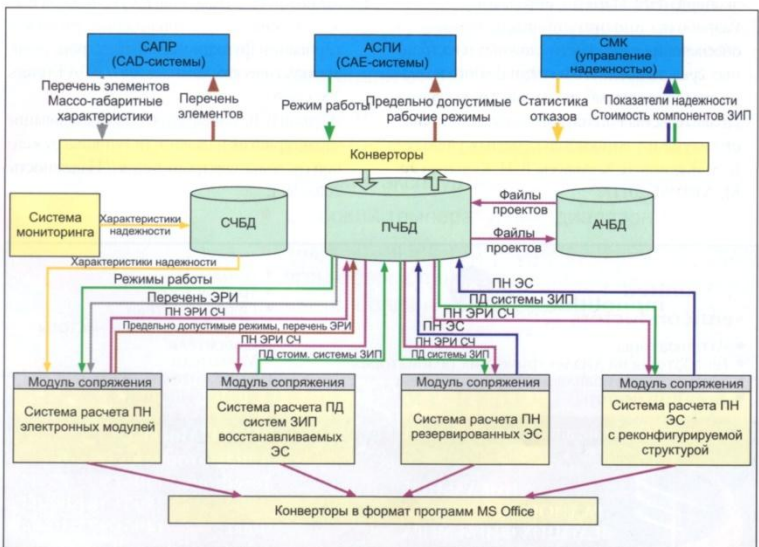 САПР
(CAD-системы)
АСПИ
(CAE-системы)
СМК
(управление
надежностью)
Перечень элементов
Массо-габаритные
характеристики
Перечень
элементов
Режим работы
Предельно допустимые
рабочие режимы
Статистика
отказов
Показатели надежности
Стоимость компонентов ЗИП
Конверторы
Система
мониторинга
Характеристики
надежности
СЧБД
ПЧБД
Файлы
проектов
Файлы
проектов
АЧБД
Характеристики надежности
Режимы работы
Перечень ЭРИ
ПН ЭРИ СЧ
Предельно допустимые режимы, перечень ЭРИ
ПН ЭРИ СЧ
ПД стоим. системы ЗИП
ПН ЭС
ПД системы ЗИП
ПН ЭРИ СЧ
ПН ЭС
ПН ЭРИ СЧ
ПД системы ЗИП
Модуль сопряжения
Система расчета ПН
электронных модулей
Модуль сопряжения
Система расчета ПД
систем ЗИП
восстанавливаемых
ЭС
Модуль сопряжения
Система расчета ПН
резервированных ЭС
Модуль сопряжения
Система расчета ПН
ЭС
с реконфигурируемой
структурой
Конверторы в формат программ MS Office